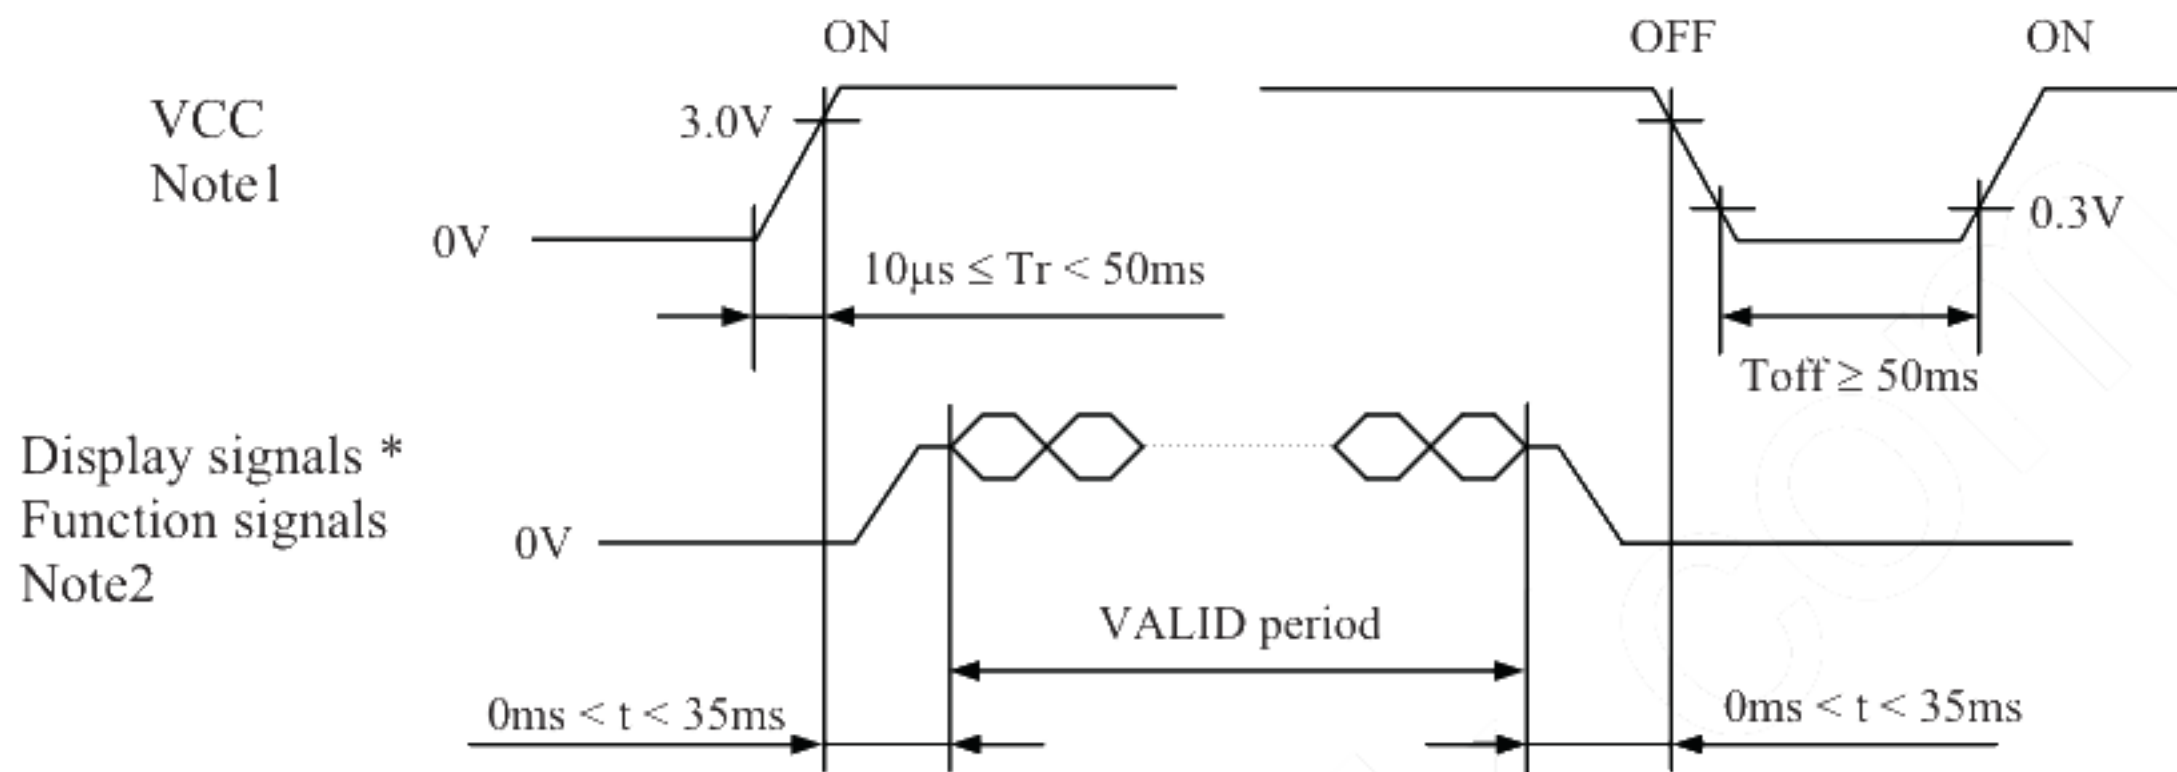 ON
OFF
ON
VCC
Note1
3.0V
0V
0.3V
10μs ≤ Tr < 50ms
Toff ≥ 50ms
Display signals *
Function signals
Note2
0V
VALID period
0ms < t < 35ms
0ms < t < 35ms